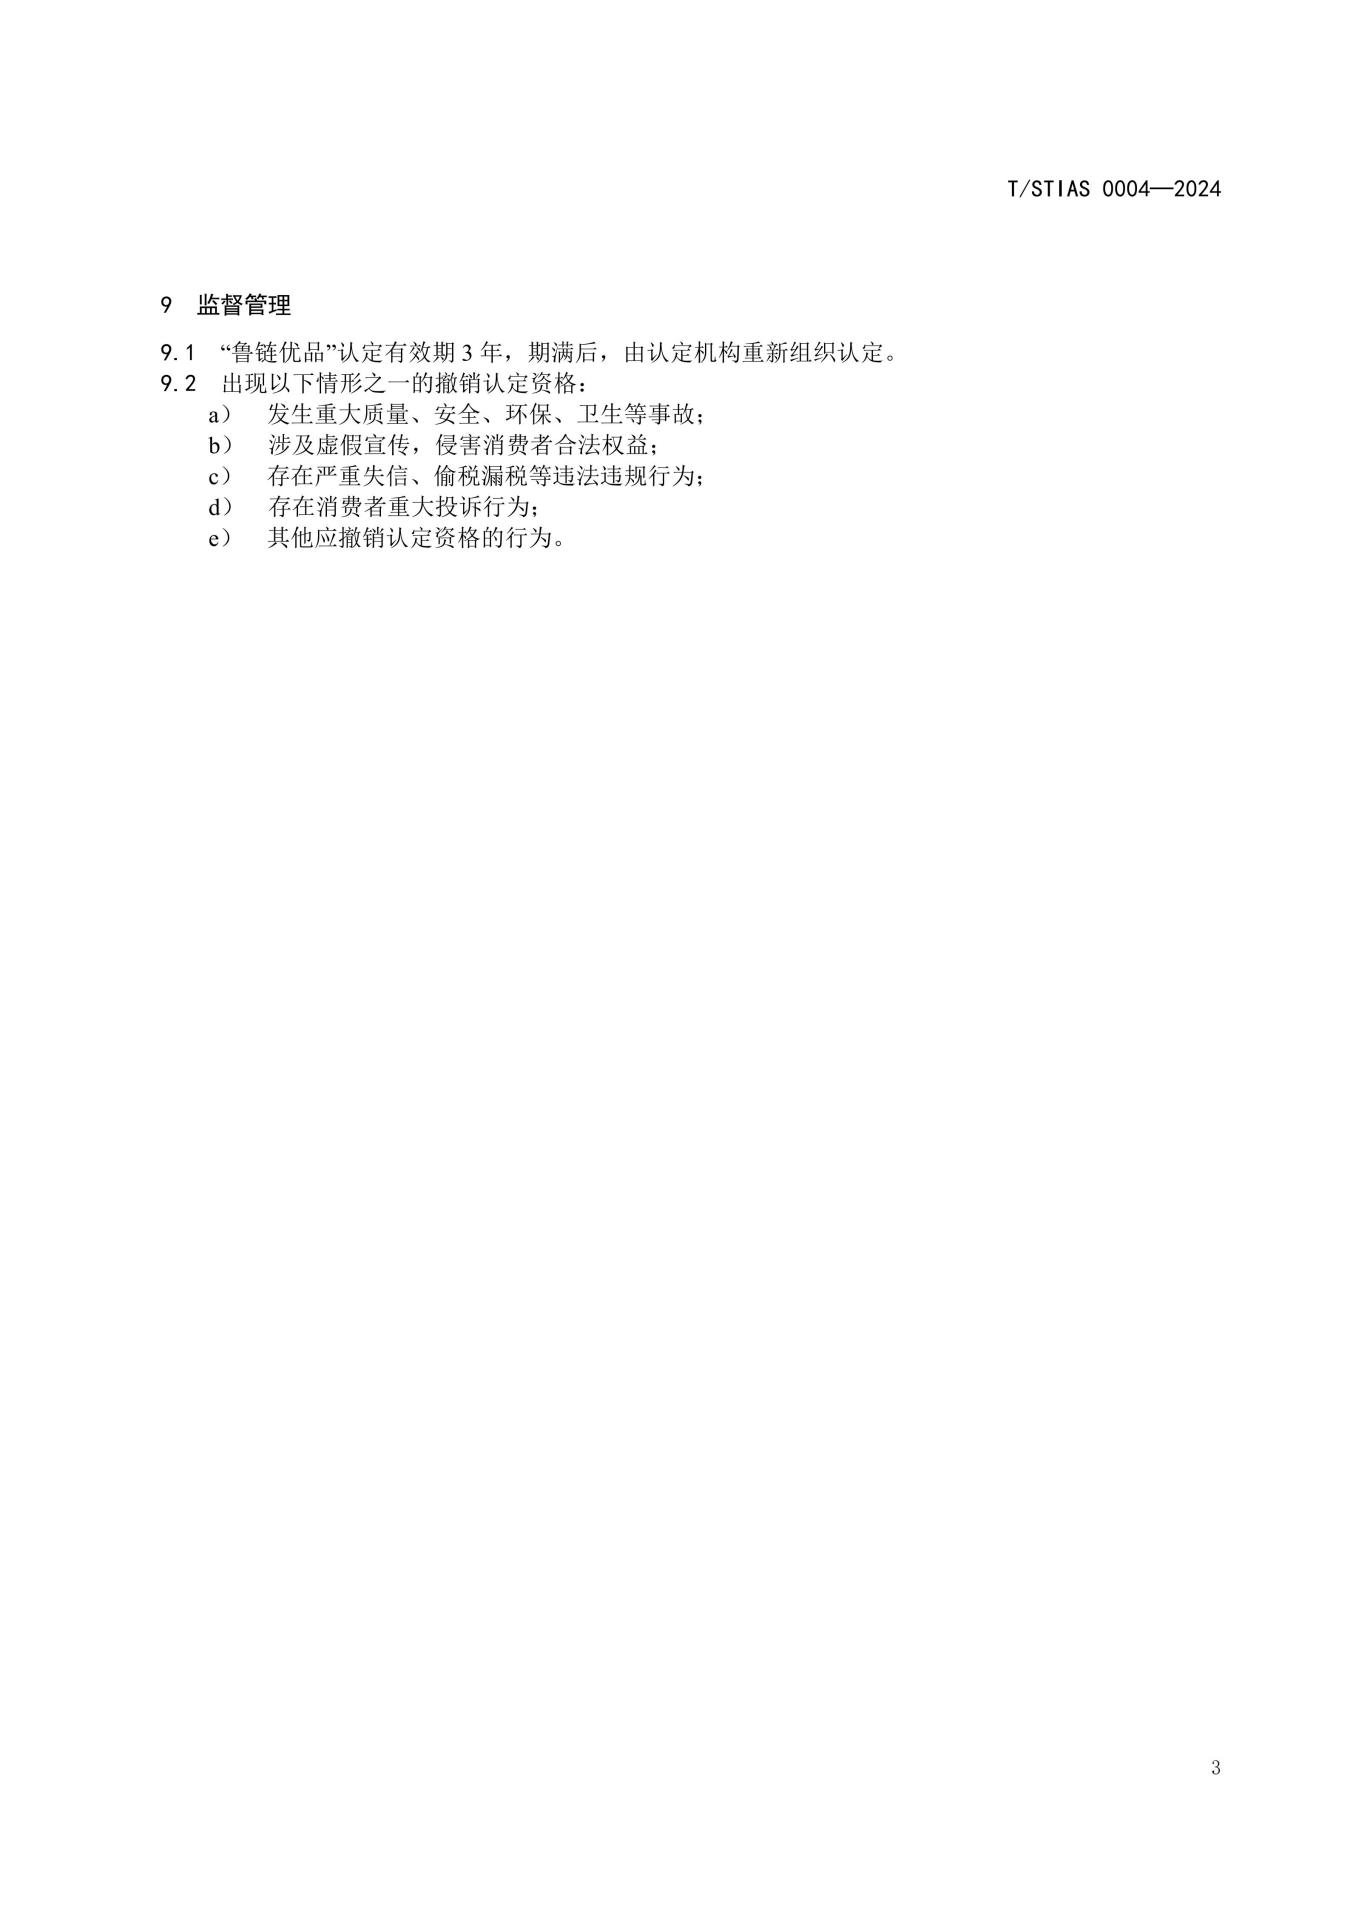 T/STIAS 0004—2024
9 监督管理
9.1 “鲁链优品”认定有效期 3 年，期满后，由认定机构重新组织认定。
9.2 出现以下情形之一的撤销认定资格：
a） 发生重大质量、安全、环保、卫生等事故；
b） 涉及虚假宣传，侵害消费者合法权益；
c） 存在严重失信、偷税漏税等违法违规行为；
d） 存在消费者重大投诉行为；
e） 其他应撤销认定资格的行为。
3